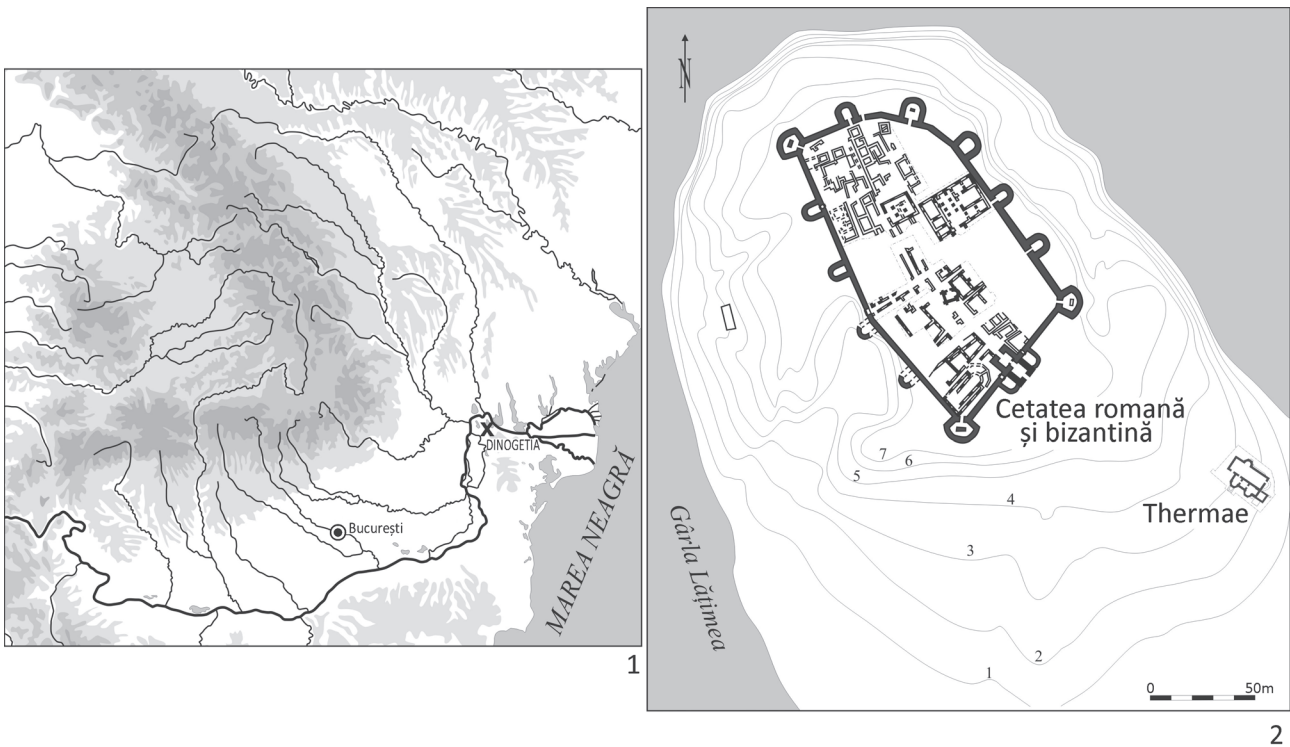 DINOGETIA
București
MAREA NEAGRĂ
1
N
Cetatea romană
și bizantină
7
6
5
4
Thermae
3
Gârla Lățimea
2
1
0 50m
2